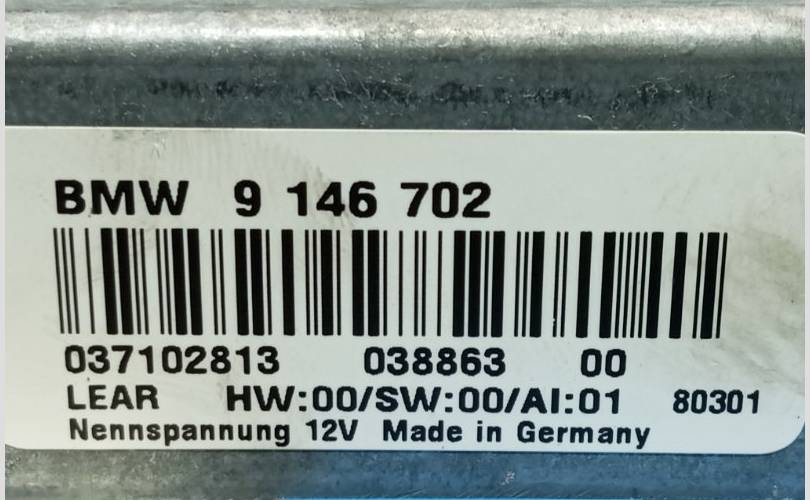 BMW 9 146 702
037102813 038863 00
LEAR HW:00/SW:00/AI:01 80301
Nennspannung 12V Made in Germany